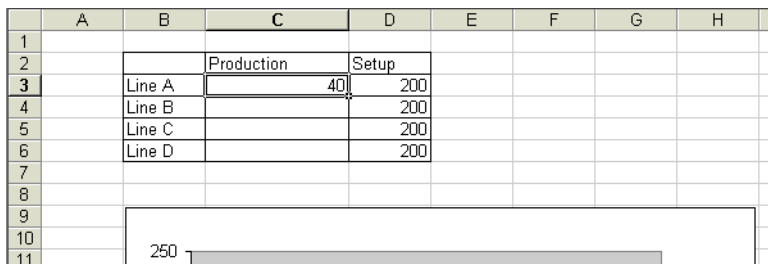 A B C D E F G H
1
2 Production Setup
3 Line A 40 200
4 Line B 200
5 Line C 200
6 Line D 200
7
8
9
10
250
11